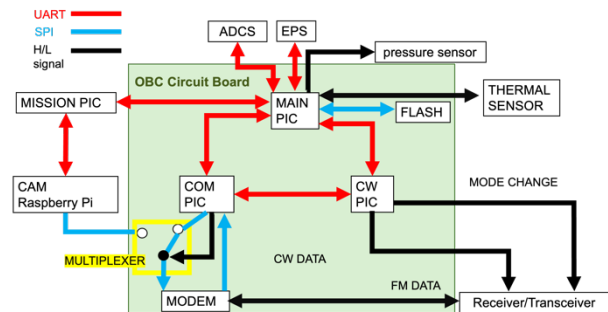 UART
SPI
H/L
signal
ADCS
EPS
pressure sensor
OBC Circuit Board
MISSION PIC
MAIN
PIC
FLASH
THERMAL
SENSOR
CAM
Raspberry Pi
COM
PIC
CW
PIC
MODE CHANGE
MULTIPLEXER
CW DATA
FM DATA
MODEM
Receiver/Transceiver